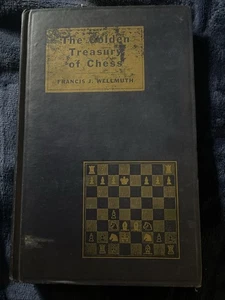 The Golden
Treasury
of Chess
FRANCIS J. WELLMUTH